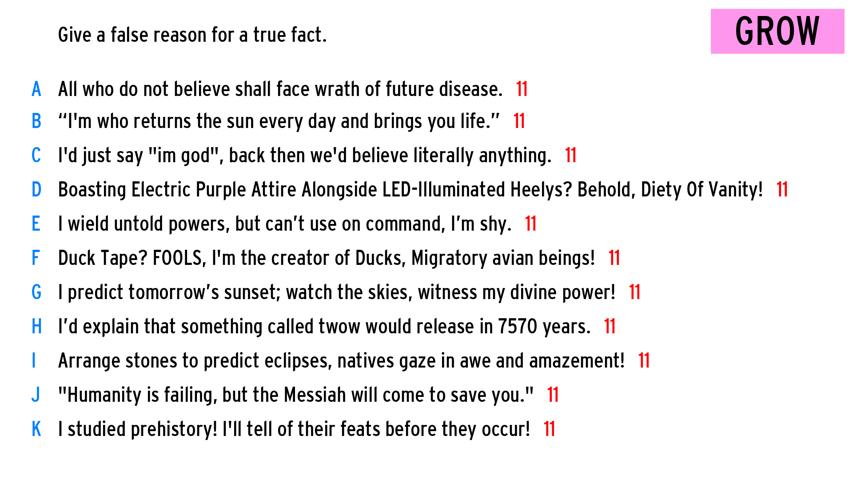 Give a false reason for a true fact.
GROW
A All who do not believe shall face wrath of future disease. 11
B “I'm who returns the sun every day and brings you life.” 11
C I'd just say "im god", back then we'd believe literally anything. 11
D Boasting Electric Purple Attire Alongside LED-Illuminated Heelys? Behold, Diety Of Vanity! 11
E I wield untold powers, but can’t use on command, I’m shy. 11
F Duck Tape? FOOLS, I'm the creator of Ducks, Migratory avian beings! 11
G I predict tomorrow’s sunset; watch the skies, witness my divine power! 11
H I’d explain that something called twow would release in 7570 years. 11
I Arrange stones to predict eclipses, natives gaze in awe and amazement! 11
J "Humanity is failing, but the Messiah will come to save you." 11
K I studied prehistory! I'll tell of their feats before they occur! 11